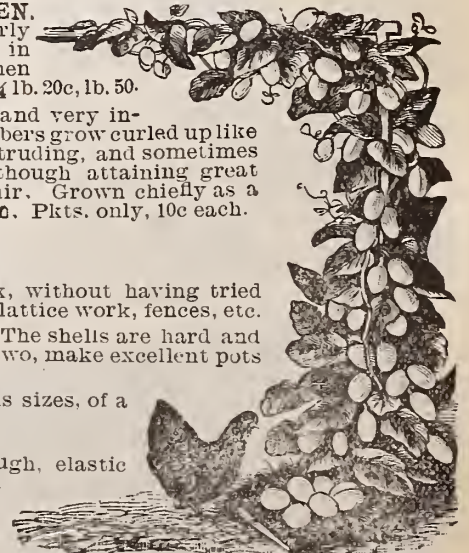 EN.
rly
in
hen
¼ lb. 20c, lb. 50.
and very in-
bers grow curled up like
truding, and sometimes
though attaining great
air. Grown chiefly as a
Pkts. only, 10c each.
k, without having tried
lattice work, fences, etc.
The shells are hard and
wo, make excellent pots
s sizes, of a
ugh, elastic